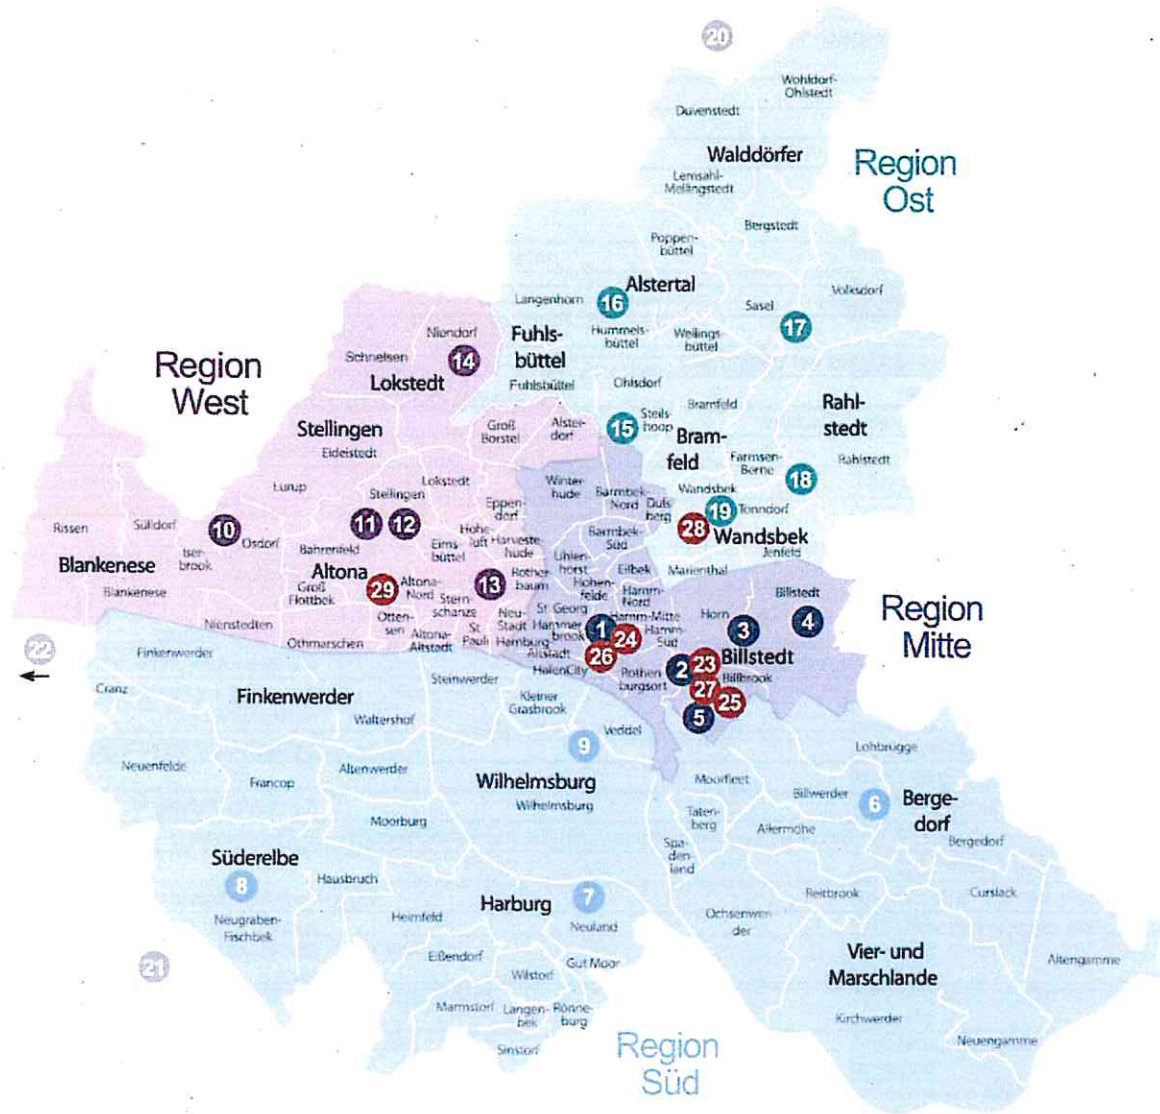 20
Wohldorf-
Ohlstedt
Duvenstedt
Walddörfer
Region
Ost
Lemsahl-
Mellingstedt
Bergstedt
Poppen-
büttel
Alstertal
Langenhorn
16
Sasel
Volksdorf
17
Hummels-
büttel
Wellings-
büttel
Fuhls-
büttel
Fuhlsbüttel
Niendorf
Schnelsen
14
Lokstedt
Region
West
Ohlsdorf
Bramfeld
Rahl-
stedt
Steils-
hoop
15
Bram-
feld
Groß
Borstel
Alster-
dorf
Stellingen
Eidelstedt
Farmsen-
Berne
Rahlstedt
18
Lurup
Stellingen
Lokstedt
Winter
hude
Barmbek-
Nord
Duls
berg
Wandsbek
19
Tonndorf
28
Wandsbek
Jenfeld
Marienthal
Eppen-
dorf
Rissen
Sülldorf
10
Osdorf
Iser-
brook
11
12
Bahrenfeld
Eims
büttel
Hohe
luft
Harveste-
hude
Barmbek-
Süd
Uhlen
horst
Eilbek
Blankenese
Blankenese
Altona
Groß
Flottbek
29
Altona-
Nord
Stern-
schanze
13
Rother
baum
Hohen-
felde
Hamm-
Nord
Billstedt
Nienstedten
Othmarschen
Otten-
sen
Altona-
Altstadt
St.
Pauli
Neu-
Stadt
Hamburg-
Altstadt
St Georg
Hammer
brook
1
Hamm-Mitte
24
Hamm-
Süd
26
HafenCity
Horn
3
4
Region
Mitte
Billstedt
2
23
Billbrook
Rothen
burgsort
27
25
5
22
Finkenwerder
Cranz
Finkenwerder
Steinwerder
Kleiner
Grasbrook
Waltershof
Veddel
9
Neuenfelde
Francop
Altenwerder
Wilhelmsburg
Wilhelmsburg
Moorburg
Lohbrügge
Moorfleet
Billwerder
6
Berge-
dorf
Taten-
berg
Allermöhe
Bergedorf
Spa-
den-
land
Süderelbe
8
Hausbruch
Neugraben-
Fischbek
Harburg
7
Neuland
Heimfeld
Reitbrook
Curslack
Ochsenwer
der
Eißendorf
Gut Moor
Wilstorf
Vier- und
Marschlande
Altengamme
21
Marmstorf
Langen-
bek
Rönne-
burg
Sinstorf
Kirchwerder
Neuengamme
Region
Süd